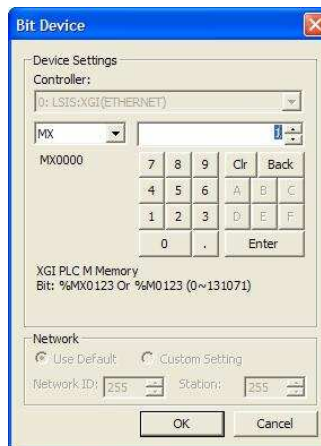 Bit Device
Device Settings
Controller:
0: LSIS:XGI(ETHERNET)
MX 1
MX0000
7 8 9 Clr Back
4 5 6 A B C
1 2 3 D E F
0 . Enter
XGI PLC M Memory
Bit: %MX0123 Or %M0123 (0~131071)
Network
Use Default Custom Setting
Network ID: 255 Station: 255
OK Cancel